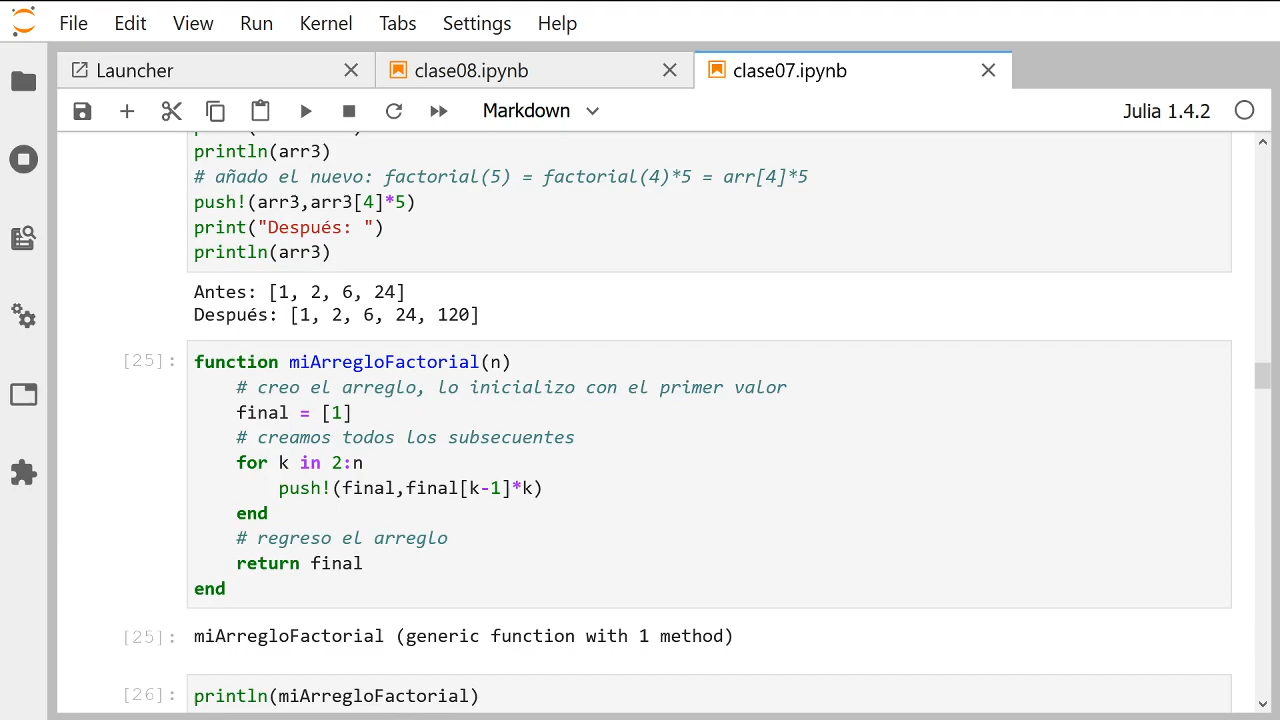 File Edit View Run Kernel Tabs Settings Help
Launcher clase08.ipynb clase07.ipynb
Markdown Julia 1.4.2
println(arr3)
# añado el nuevo: factorial(5) = factorial(4)*5 = arr[4]*5
push!(arr3,arr3[4]*5)
print("Después: ")
println(arr3)
Antes: [1, 2, 6, 24]
Después: [1, 2, 6, 24, 120]
[25]: function miArregloFactorial(n)
# creo el arreglo, lo inicializo con el primer valor
final = [1]
# creamos todos los subsecuentes
for k in 2:n
push!(final,final[k-1]*k)
end
# regreso el arreglo
return final
end
[25]: miArregloFactorial (generic function with 1 method)
[26]: println(miArregloFactorial)